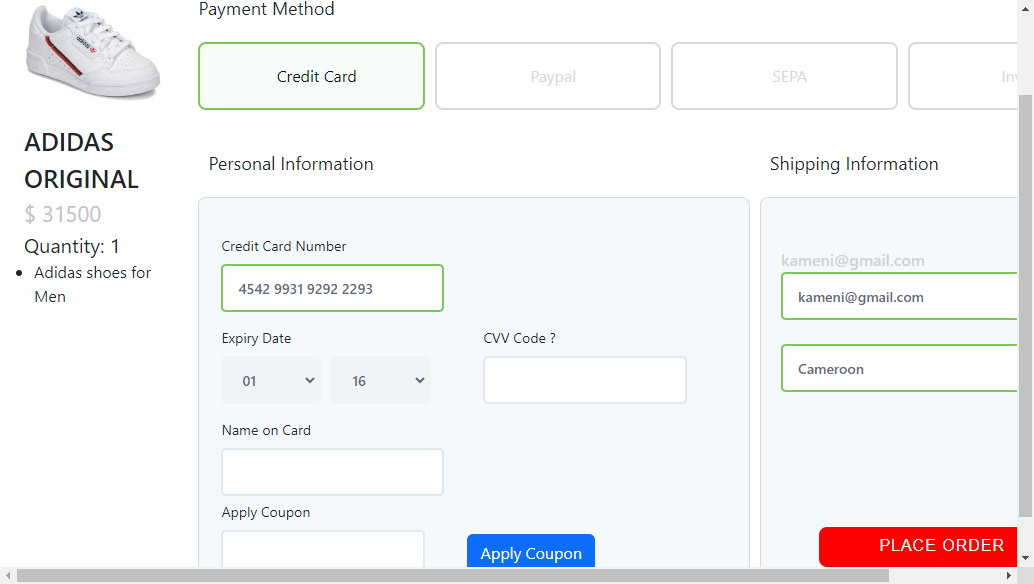 Payment Method
Credit Card
Paypal
SEPA
ADIDAS
ORIGINAL
$ 31500
Quantity: 1
Adidas shoes for
Men
Personal Information
Credit Card Number
4542 9931 9292 2293
Expiry Date
CVV Code ?
01
16
Name on Card
Apply Coupon
Apply Coupon
Shipping Information
kameni@gmail.com
kameni@gmail.com
Cameroon
PLACE ORDER